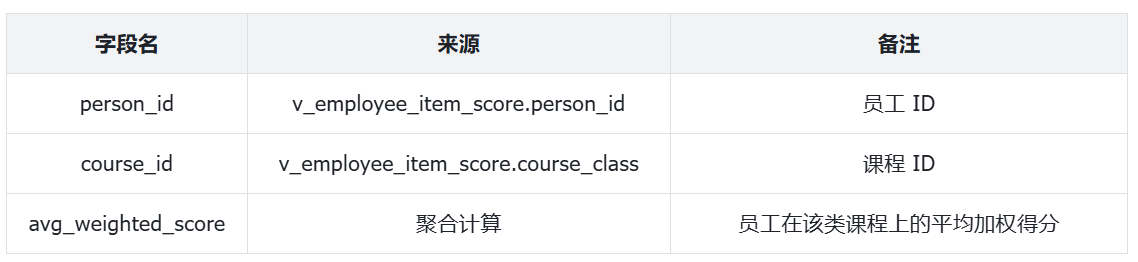 字段名 来源 备注
person_id v_employee_item_score.person_id 员工 ID
course_id v_employee_item_score.course_class 课程 ID
avg_weighted_score 聚合计算 员工在该类课程上的平均加权得分